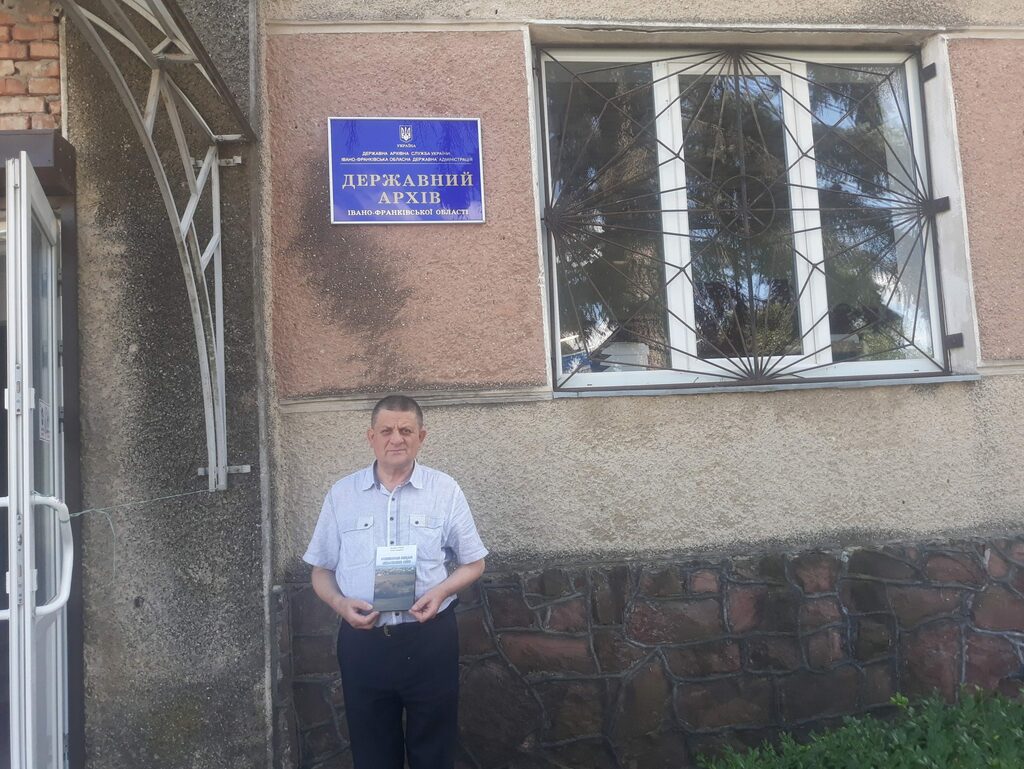 УКРАЇНА
ДЕРЖАВНА АРХІВНА СЛУЖБА УКРАЇНИ
ІВАНО-ФРАНКІВСЬКА ОБЛАСНА ДЕРЖАВНА АДМІНІСТРАЦІЯ
ДЕРЖАВНИЙ
АРХІВ
ІВАНО-ФРАНКІВСЬКОЇ ОБЛАСТІ